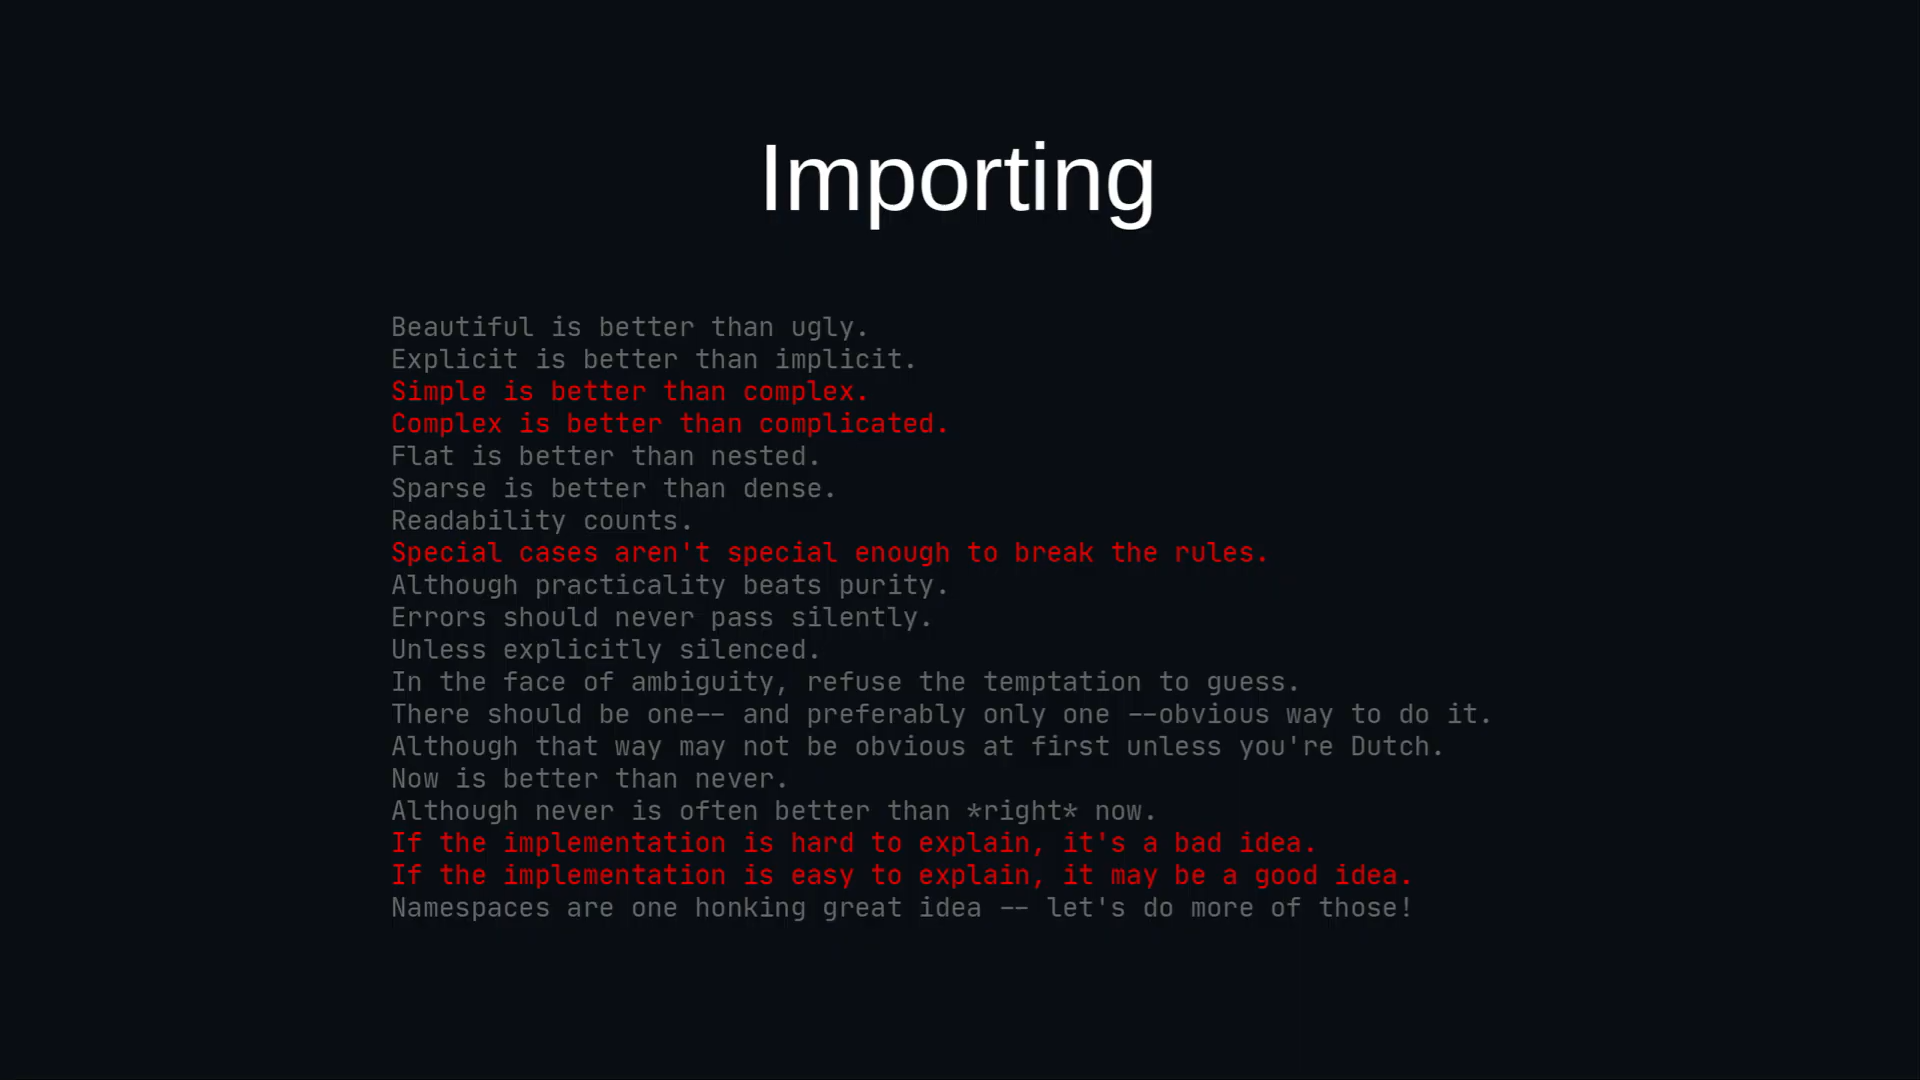 Importing
Beautiful is better than ugly.
Explicit is better than implicit.
Simple is better than complex.
Complex is better than complicated.
Flat is better than nested.
Sparse is better than dense.
Readability counts.
Special cases aren't special enough to break the rules.
Although practicality beats purity.
Errors should never pass silently.
Unless explicitly silenced.
In the face of ambiguity, refuse the temptation to guess.
There should be one-- and preferably only one --obvious way to do it.
Although that way may not be obvious at first unless you're Dutch.
Now is better than never.
Although never is often better than *right* now.
If the implementation is hard to explain, it's a bad idea.
If the implementation is easy to explain, it may be a good idea.
Namespaces are one honking great idea -- let's do more of those!